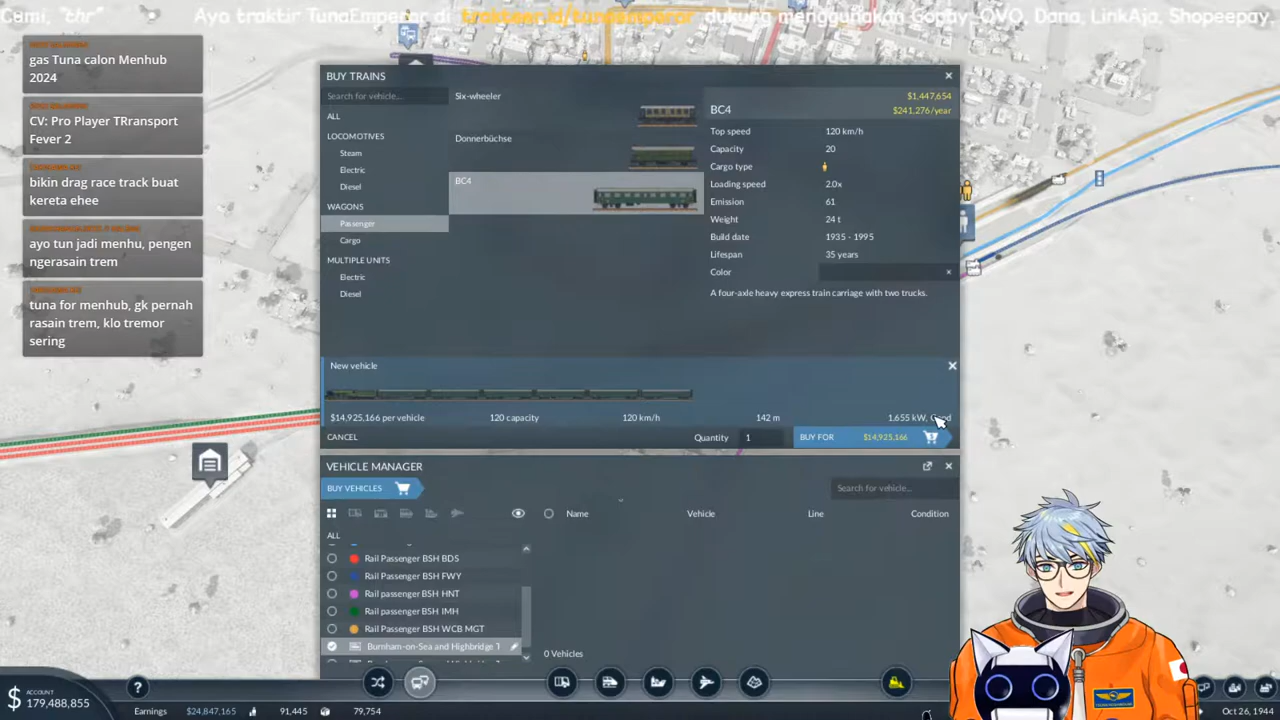 Cumi, "thr"
Ayo traktir TunaEmperor di trakteer.id/tunaemperor dukung menggunakan Gopay, OVO, Dana, LinkAja, Shopeepay.
gas Tuna calon Menhub
2024
CV: Pro Player TRansport
Fever 2
bikin drag race track buat
kereta ehee
ayo tun jadi menhu, pengen
ngerasain trem
tuna for menhub, gk pernah
rasain trem, klo tremor
sering
BUY TRAINS
Search for vehicle...
ALL
LOCOMOTIVES
Steam
Electric
Diesel
WAGONS
Passenger
Cargo
MULTIPLE UNITS
Electric
Diesel
Six-wheeler
Donnerbüchse
BC4
$1,447,654
BC4
$241,276/year
Top speed 120 km/h
Capacity 20
Cargo type
Loading speed 2.0x
Emission 61
Weight 24 t
Build date 1935 - 1995
Lifespan 35 years
Color
A four-axle heavy express train carriage with two trucks.
New vehicle
$14,925,166 per vehicle 120 capacity 120 km/h 142 m 1.655 kW, Good
CANCEL Quantity 1 BUY FOR $14,925,166
VEHICLE MANAGER
BUY VEHICLES Search for vehicle...
Name Vehicle Line Condition
ALL
Rail Passenger BSH BDS
Rail Passenger BSH FWY
Rail passenger BSH HNT
Rail Passenger BSH IMH
Rail Passenger BSH WCB MGT
Burnham-on-Sea and Highbridge T
0 Vehicles
$ ACCOUNT
179,488,855
?
Earnings $24,847,165 91,445 79,754
Oct 26, 1944